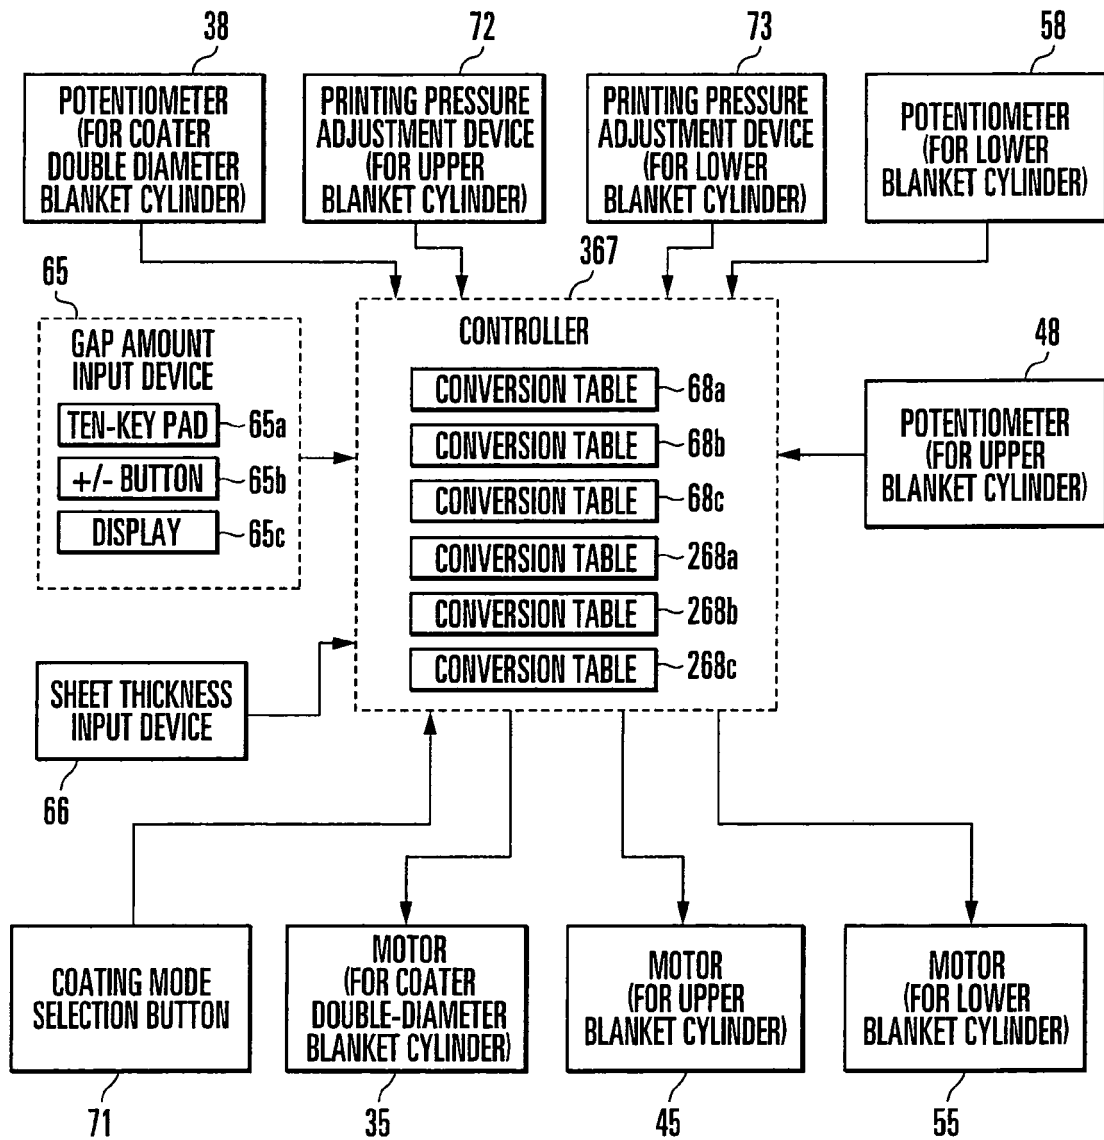 38
72
73
58
POTENTIOMETER
(FOR COATER
DOUBLE DIAMETER
BLANKET CYLINDER)
PRINTING PRESSURE
ADJUSTMENT DEVICE
(FOR UPPER
BLANKET CYLINDER)
PRINTING PRESSURE
ADJUSTMENT DEVICE
(FOR LOWER
BLANKET CYLINDER)
POTENTIOMETER
(FOR LOWER
BLANKET CYLINDER)
65
GAP AMOUNT
INPUT DEVICE
TEN-KEY PAD
65a
+/- BUTTON
65b
DISPLAY
65c
367
CONTROLLER
CONVERSION TABLE
68a
CONVERSION TABLE
68b
CONVERSION TABLE
68c
CONVERSION TABLE
268a
CONVERSION TABLE
268b
CONVERSION TABLE
268c
48
POTENTIOMETER
(FOR UPPER
BLANKET CYLINDER)
SHEET THICKNESS
INPUT DEVICE
66
COATING MODE
SELECTION BUTTON
MOTOR
(FOR COATER
DOUBLE-DIAMETER
BLANKET CYLINDER)
MOTOR
(FOR UPPER
BLANKET CYLINDER)
MOTOR
(FOR LOWER
BLANKET CYLINDER)
71
35
45
55